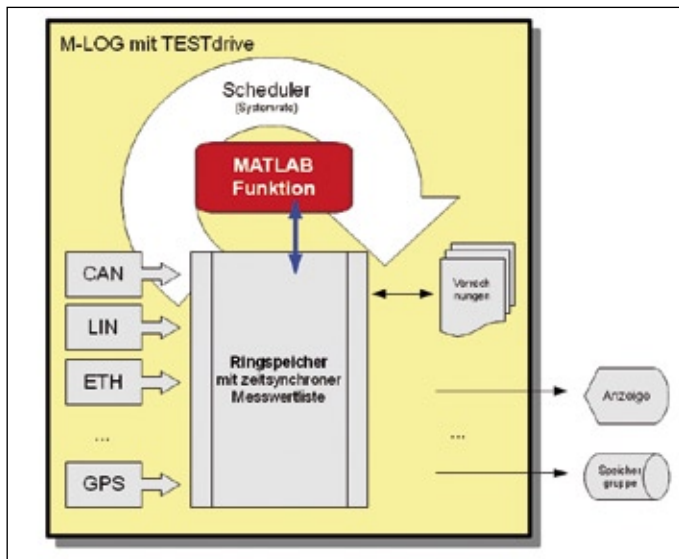 M-LOG mit TESTdrive
Scheduler
(Systemrate)
MATLAB
Funktion
CAN
LIN
ETH
...
GPS
Ringspeicher
mit zeitsynchroner
Messwertliste
Verrech
nungen
...
Anzeige
Speicher
gruppe